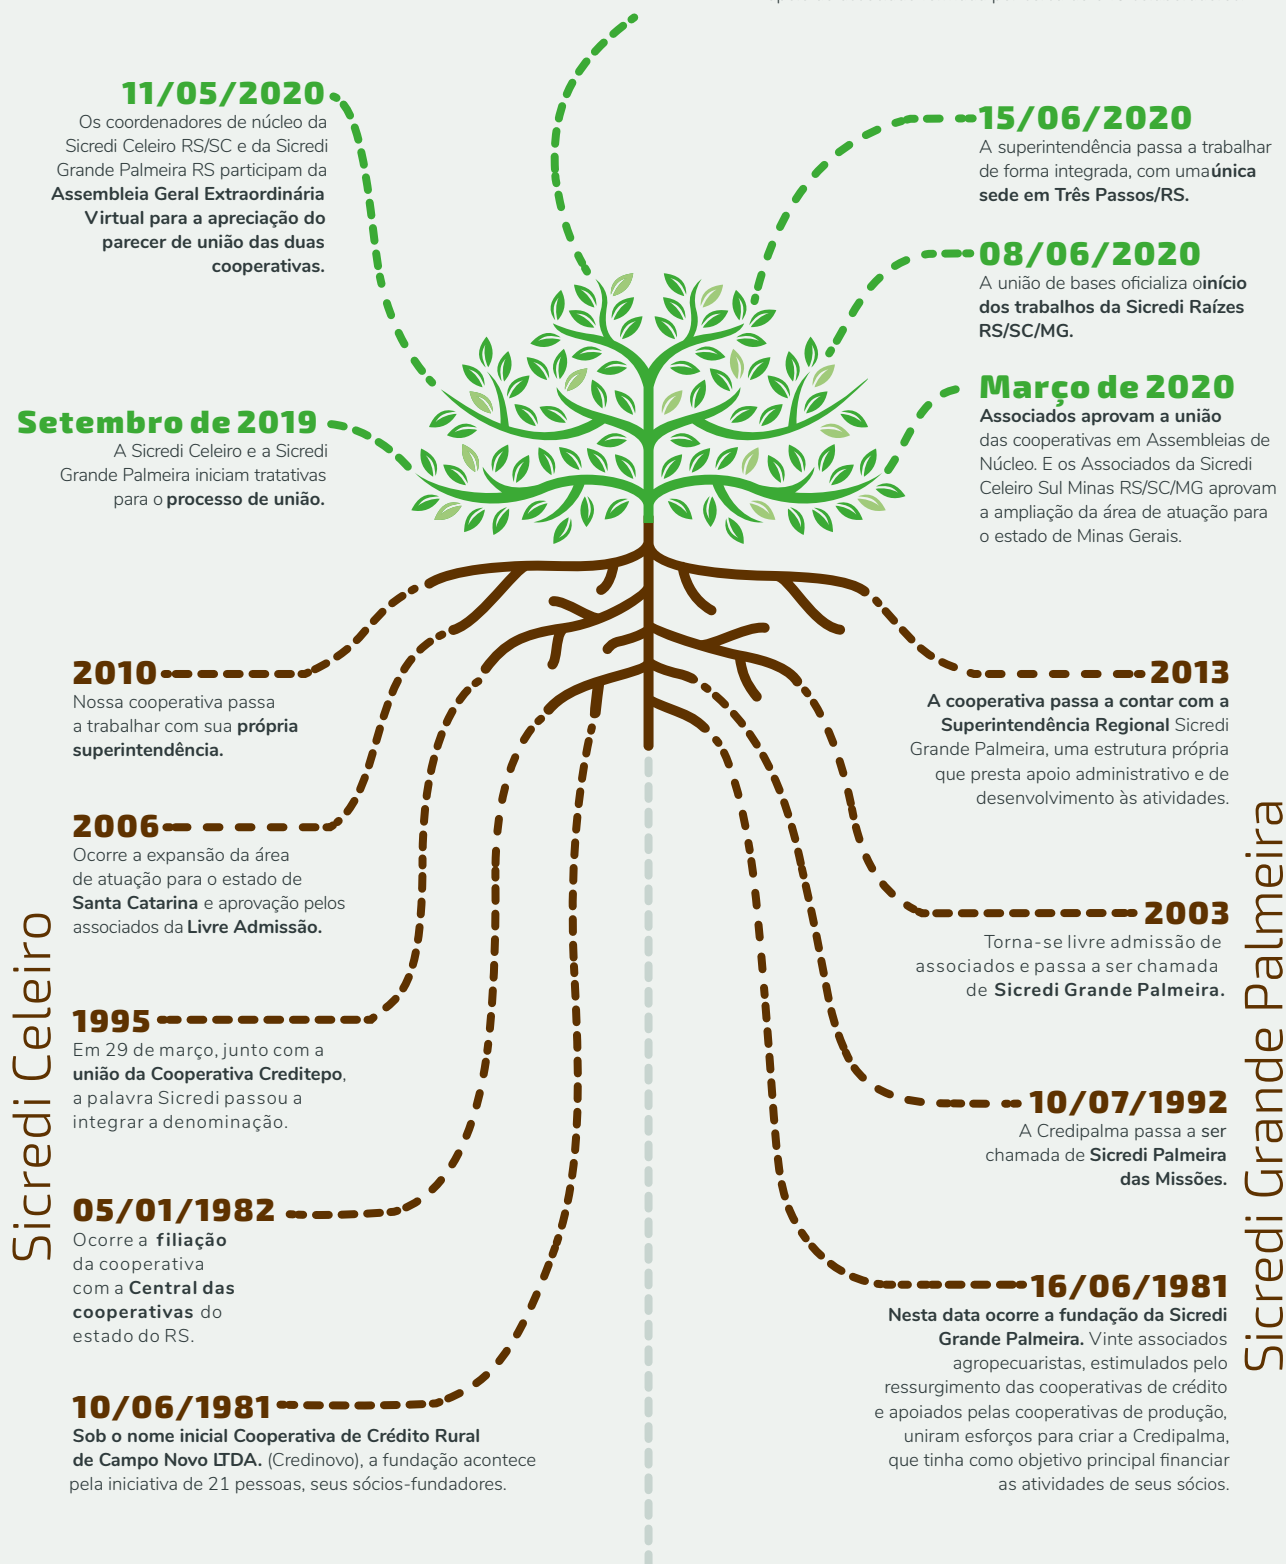 11/05/2020
Os coordenadores de núcleo da
Sicredi Celeiro RS/SC e da Sicredi
Grande Palmeira RS participam da
Assembleia Geral Extraordinária
Virtual para a apreciação do
parecer de união das duas
cooperativas.
15/06/2020
A superintendência passa a trabalhar
de forma integrada, com uma única
sede em Três Passos/RS.
08/06/2020
A união de bases oficializa o início
dos trabalhos da Sicredi Raízes
RS/SC/MG.
Março de 2020
Associados aprovam a união
das cooperativas em Assembleias de
Núcleo. E os Associados da Sicredi
Celeiro Sul Minas RS/SC/MG aprovam
a ampliação da área de atuação para
o estado de Minas Gerais.
Setembro de 2019
A Sicredi Celeiro e a Sicredi
Grande Palmeira iniciam tratativas
para o processo de união.
Sicredi Celeiro
2010
Nossa cooperativa passa
a trabalhar com sua própria
superintendência.
2006
Ocorre a expansão da área
de atuação para o estado de
Santa Catarina e aprovação pelos
associados da Livre Admissão.
1995
Em 29 de março, junto com a
união da Cooperativa Creditepo,
a palavra Sicredi passou a
integrar a denominação.
05/01/1982
Ocorre a filiação
da cooperativa
com a Central das
cooperativas do
estado do RS.
10/06/1981
Sob o nome inicial Cooperativa de Crédito Rural
de Campo Novo LTDA. (Credinovo), a fundação acontece
pela iniciativa de 21 pessoas, seus sócios-fundadores.
Sicredi Grande Palmeira
2013
A cooperativa passa a contar com a
Superintendência Regional Sicredi
Grande Palmeira, uma estrutura própria
que presta apoio administrativo e de
desenvolvimento às atividades.
2003
Torna-se livre admissão de
associados e passa a ser chamada
de Sicredi Grande Palmeira.
10/07/1992
A Credipalma passa a ser
chamada de Sicredi Palmeira
das Missões.
16/06/1981
Nesta data ocorre a fundação da Sicredi
Grande Palmeira. Vinte associados
agropecuaristas, estimulados pelo
ressurgimento das cooperativas de crédito
e apoiados pelas cooperativas de produção,
uniram esforços para criar a Credipalma,
que tinha como objetivo principal financiar
as atividades de seus sócios.